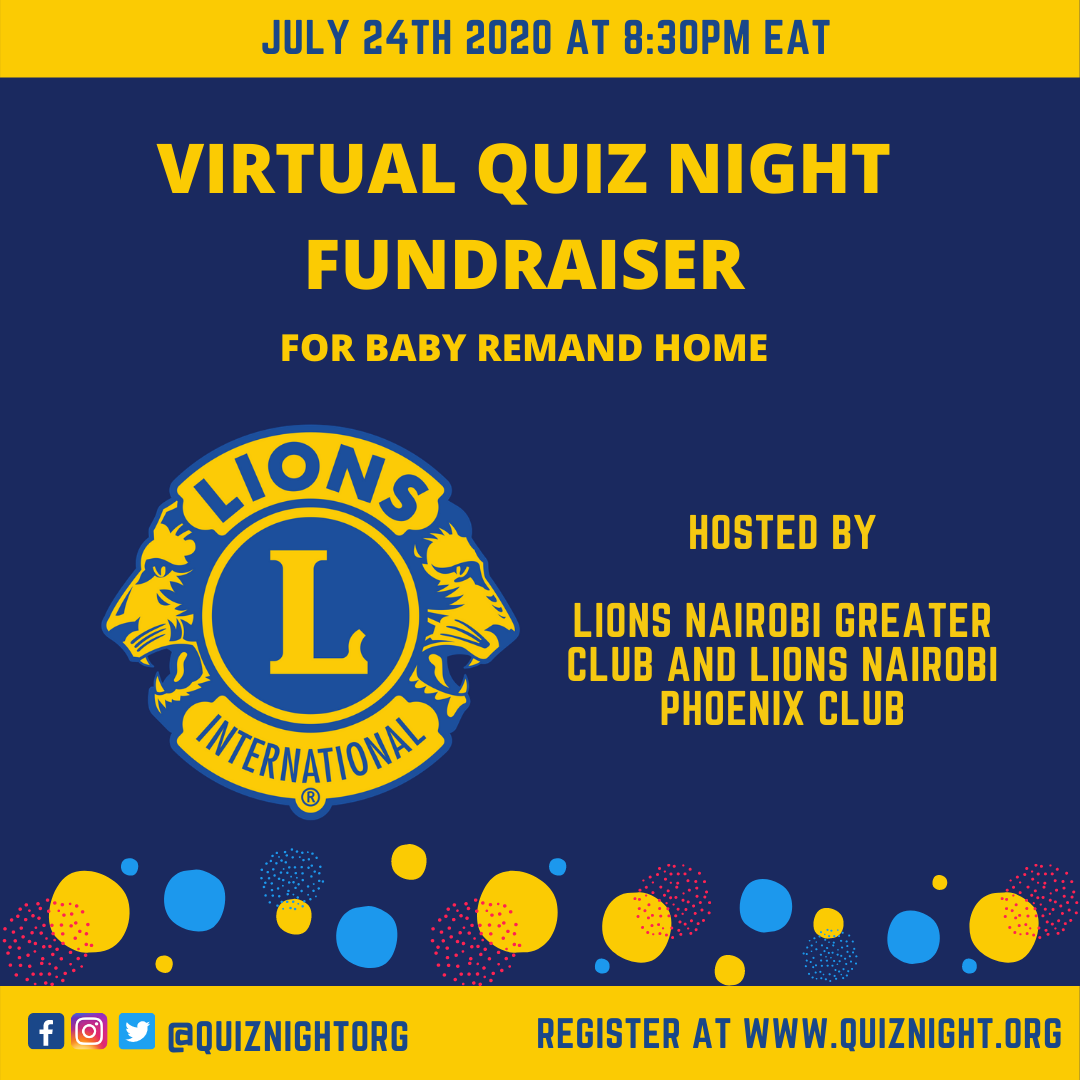 JULY 24TH 2020 AT 8:30PM EAT
VIRTUAL QUIZ NIGHT
FUNDRAISER
FOR BABY REMAND HOME
LIONS
L
INTERNATIONAL
®
HOSTED BY
LIONS NAIROBI GREATER
CLUB AND LIONS NAIROBI
PHOENIX CLUB
@QUIZNIGHTORG
REGISTER AT WWW.QUIZNIGHT.ORG